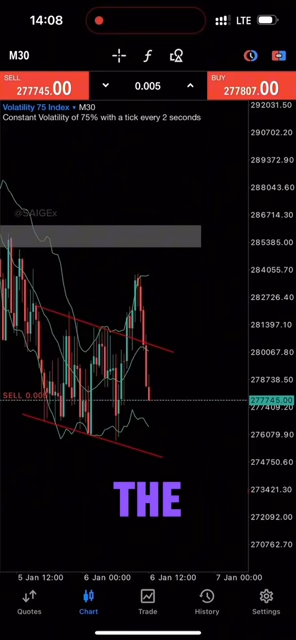 14:08
LTE
M30
SELL
277745.00
0.005
BUY
277807.00
Volatility 75 Index • M30
Constant Volatility of 75% with a tick every 2 seconds
292031.50
290702.20
289372.90
288043.60
@SAIGEx
286714.30
285385.00
284055.70
282726.40
281397.10
280067.80
278738.50
SELL 0.005
277745.00
277409.20
276079.90
274750.60
THE
273421.30
272092.00
270762.70
5 Jan 12:00
6 Jan 00:00
6 Jan 12:00
7 Jan 00:00
Quotes
Chart
Trade
History
Settings